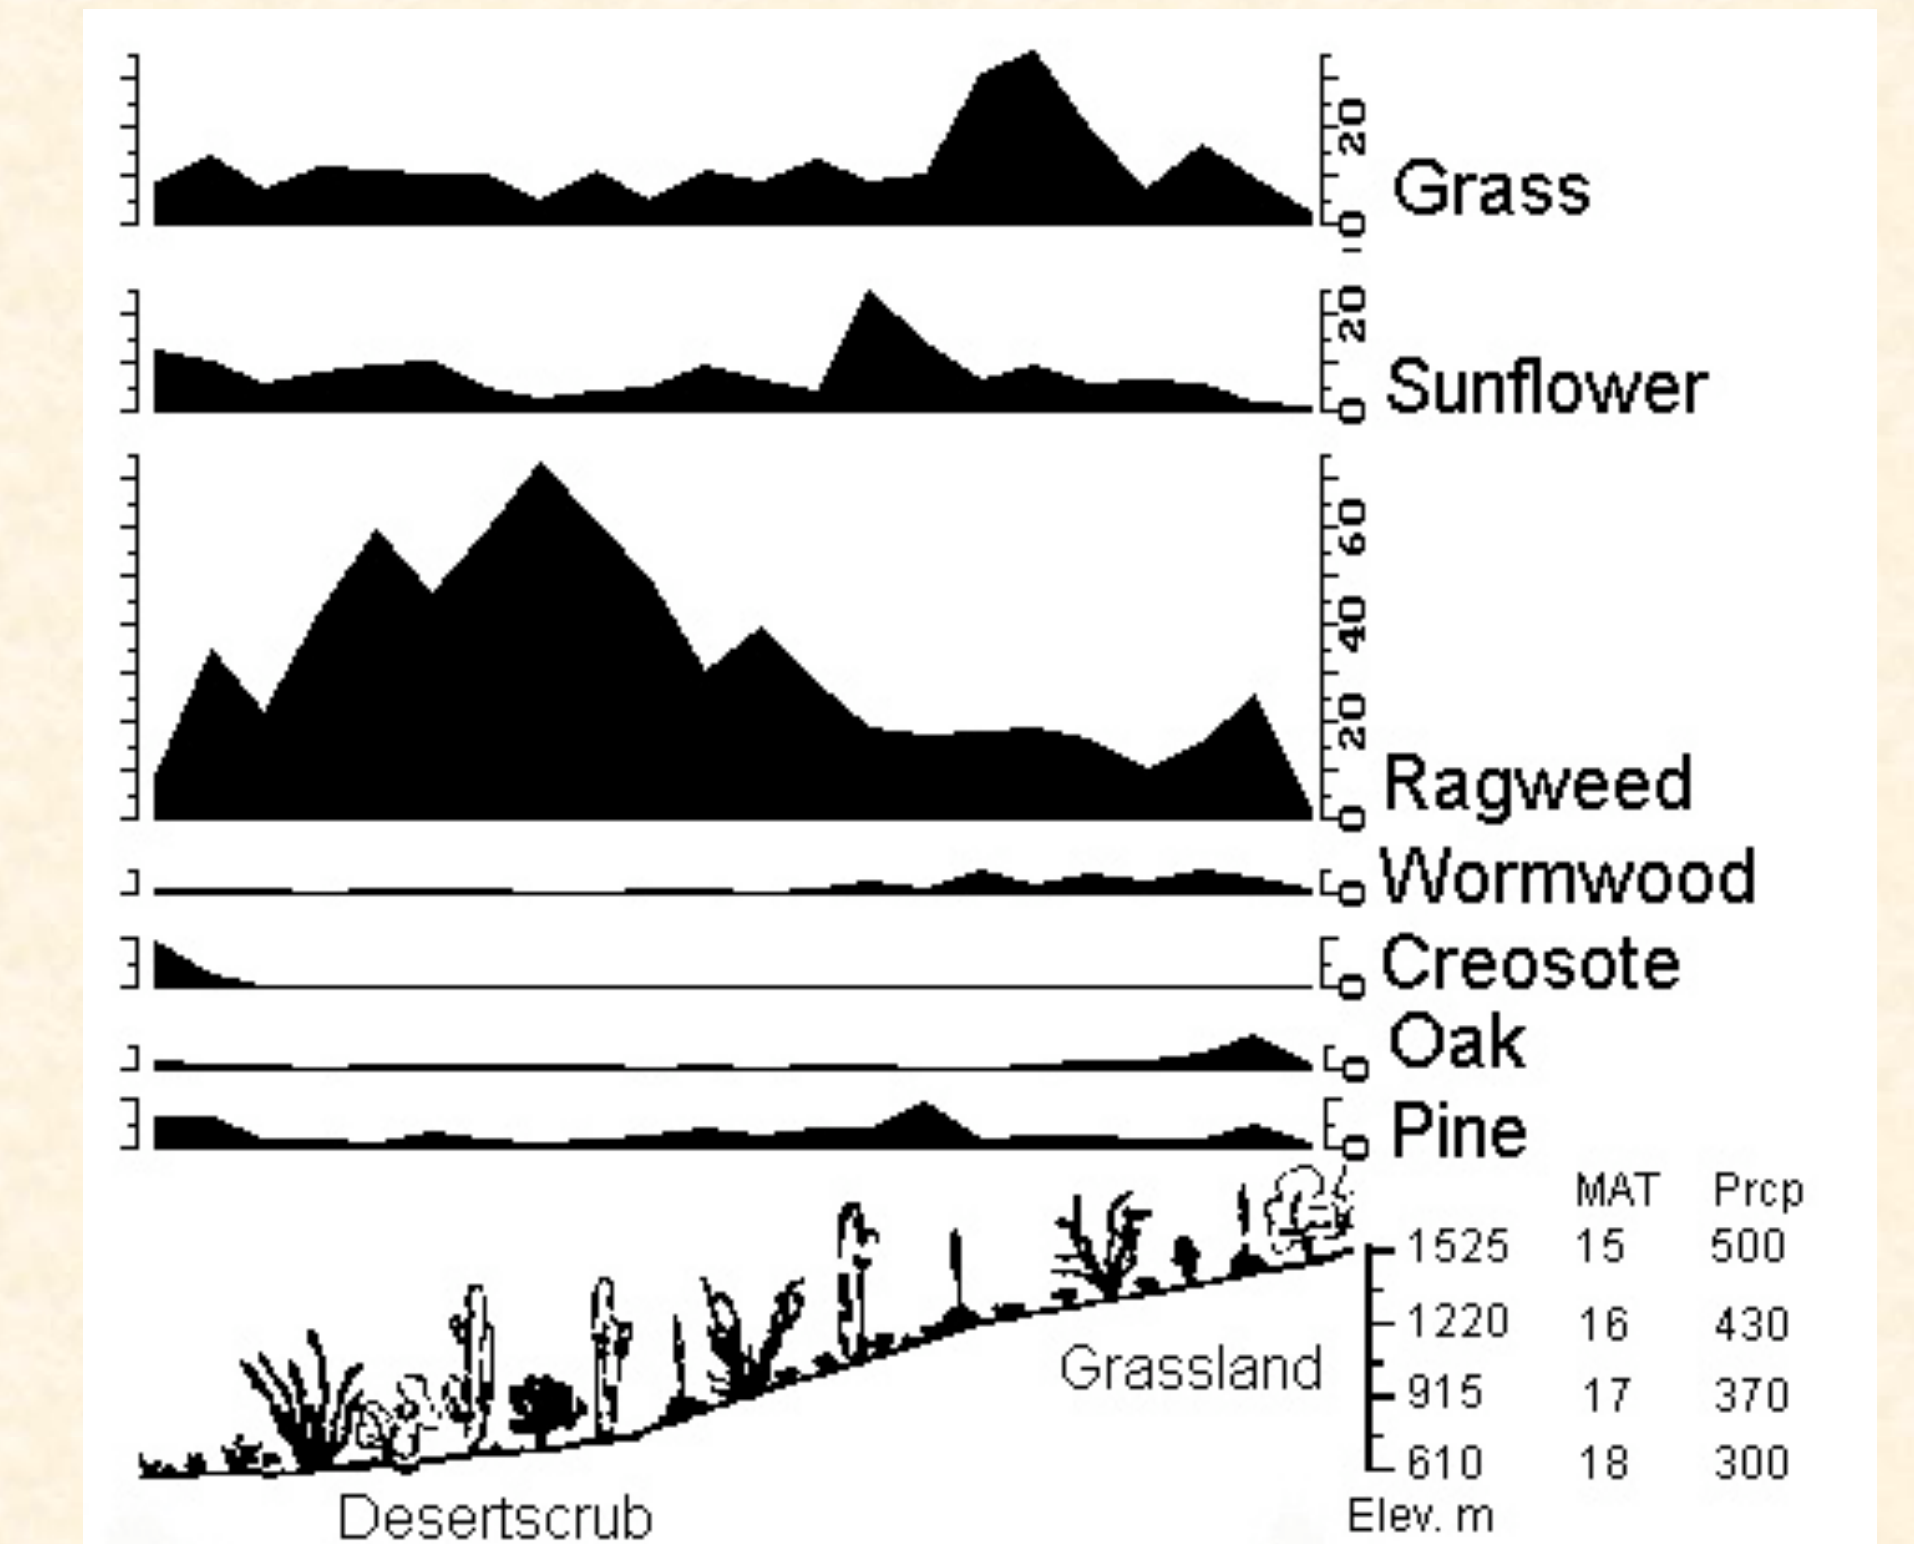 20
0
Grass
20
0
Sunflower
60
40
20
0
Ragweed
0
Wormwood
0
Creosote
0
Oak
0
Pine
MAT Prcp
1525 15 500
1220 16 430
Grassland
915 17 370
610 18 300
Desertscrub
Elev. m